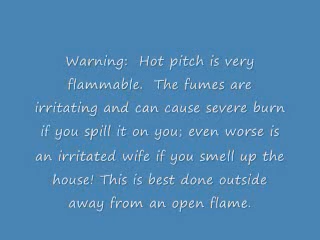 Warning:  Hot pitch is very
flammable.  The fumes are
irritating and can cause severe burn
if you spill it on you; even worse is
an irritated wife if you smell up the
house! This is best done outside
away from an open flame.